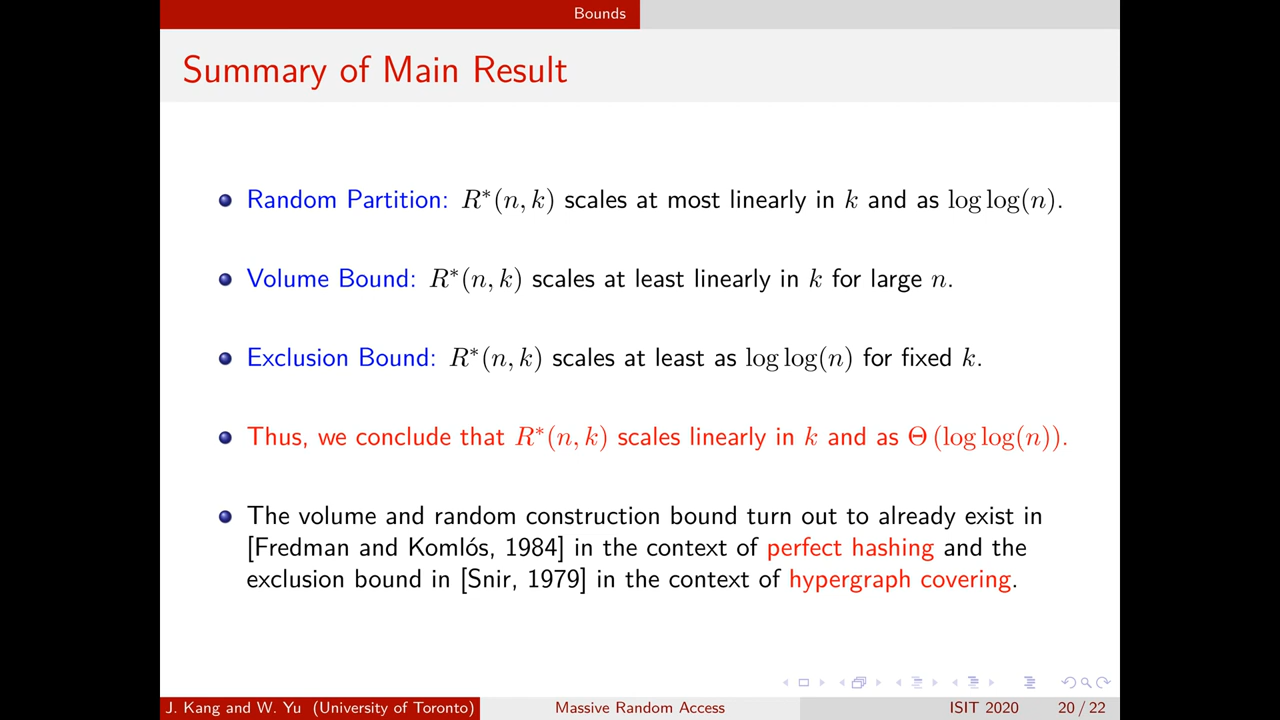 Bounds
Summary of Main Result
Random Partition: R*(n, k) scales at most linearly in k and as log log(n).
Volume Bound: R*(n, k) scales at least linearly in k for large n.
Exclusion Bound: R*(n, k) scales at least as log log(n) for fixed k.
Thus, we conclude that R*(n, k) scales linearly in k and as Θ (log log(n)).
The volume and random construction bound turn out to already exist in
[Fredman and Komlós, 1984] in the context of perfect hashing and the
exclusion bound in [Snir, 1979] in the context of hypergraph covering.
J. Kang and W. Yu (University of Toronto) Massive Random Access ISIT 2020 20 / 22